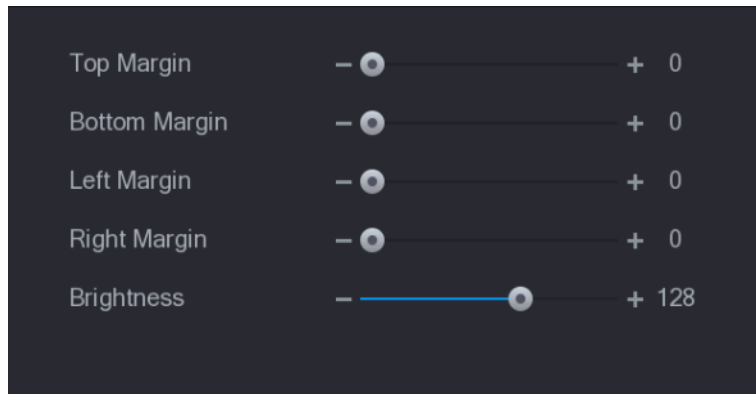 Top Margin − + 0
Bottom Margin − + 0
Left Margin − + 0
Right Margin − + 0
Brightness − + 128